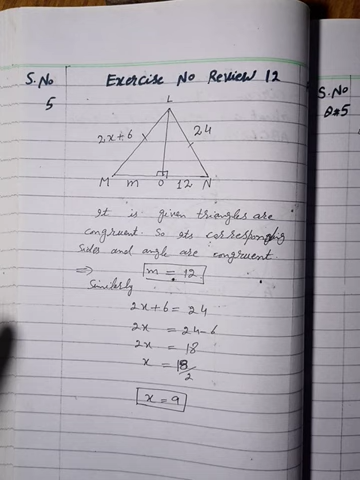 S.No
Exercise No Review 12
5
L
2x+6
24
M
m
O
12
N
It is given triangles are
congruent. So its corresponding
sides and angle are congruent
⇒ m = 12
Similarly
2x+6 = 24
2x = 24-6
2x = 18
x = 18/2
x = 9
S.No
Q#5